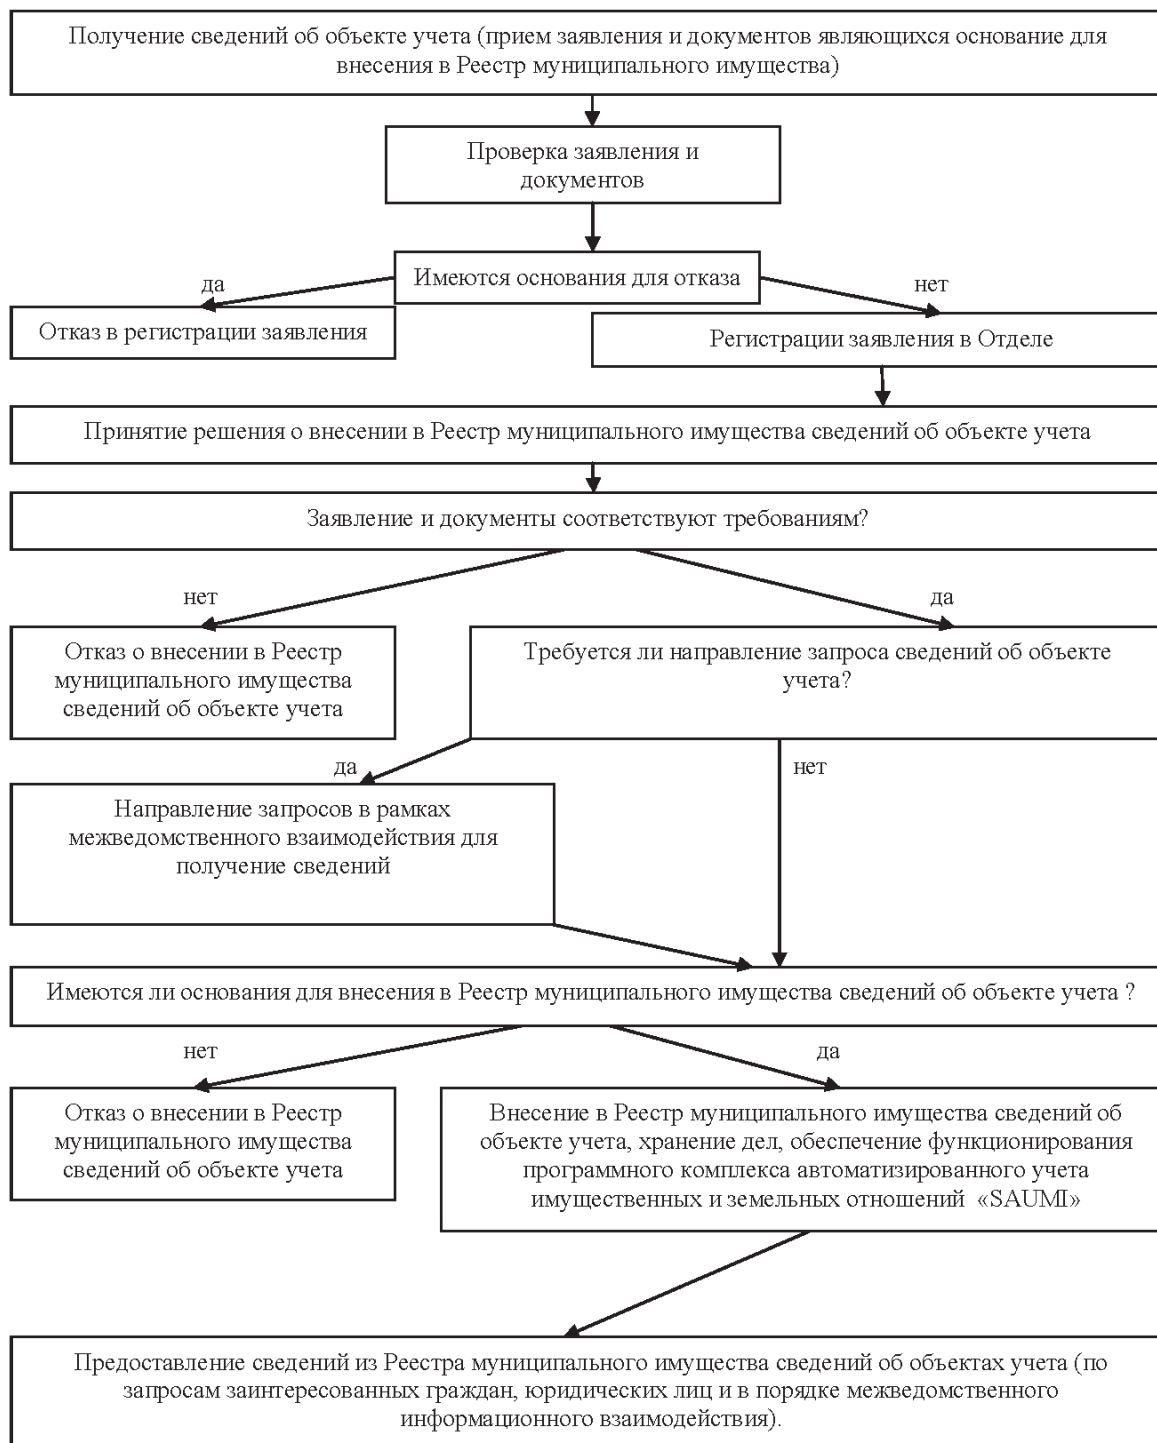 Получение сведений об объекте учета (прием заявления и документов являющихся основание для
внесения в Реестр муниципального имущества)
Проверка заявления и
документов
Имеются основания для отказа
да
нет
Отказ в регистрации заявления
Регистрации заявления в Отделе
Принятие решения о внесении в Реестр муниципального имущества сведений об объекте учета
Заявление и документы соответствуют требованиям?
нет
да
Отказ о внесении в Реестр
муниципального имущества
сведений об объекте учета
Требуется ли направление запроса сведений об объекте
учета?
да
нет
Направление запросов в рамках
межведомственного взаимодействия для
получение сведений
Имеются ли основания для внесения в Реестр муниципального имущества сведений об объекте учета ?
нет
да
Отказ о внесении в Реестр
муниципального имущества
сведений об объекте учета
Внесение в Реестр муниципального имущества сведений об
объекте учета, хранение дел, обеспечение функционирования
программного комплекса автоматизированного учета
имущественных и земельных отношений «SAUMI»
Предоставление сведений из Реестра муниципального имущества сведений об объектах учета (по
запросам заинтересованных граждан, юридических лиц и в порядке межведомственного
информационного взаимодействия).